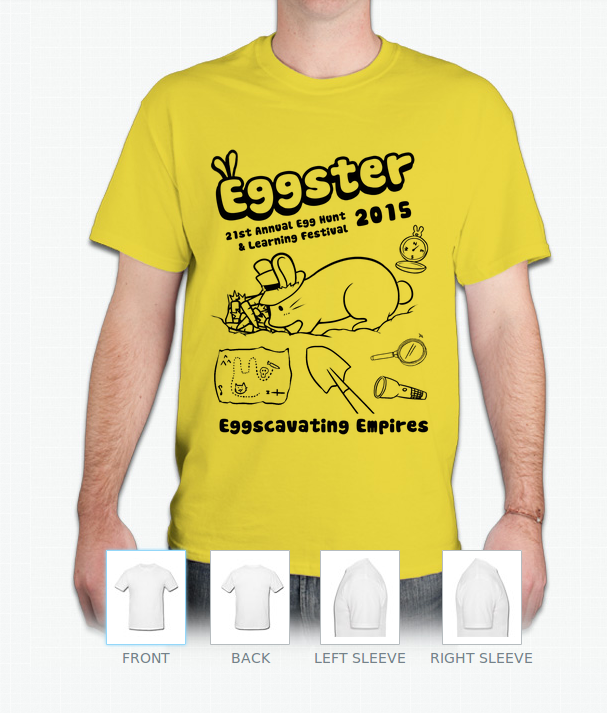 Eggster
21st Annual Egg Hunt
& Learning Festival
2015
Eggscavating Empires
FRONT
BACK
LEFT SLEEVE
RIGHT SLEEVE